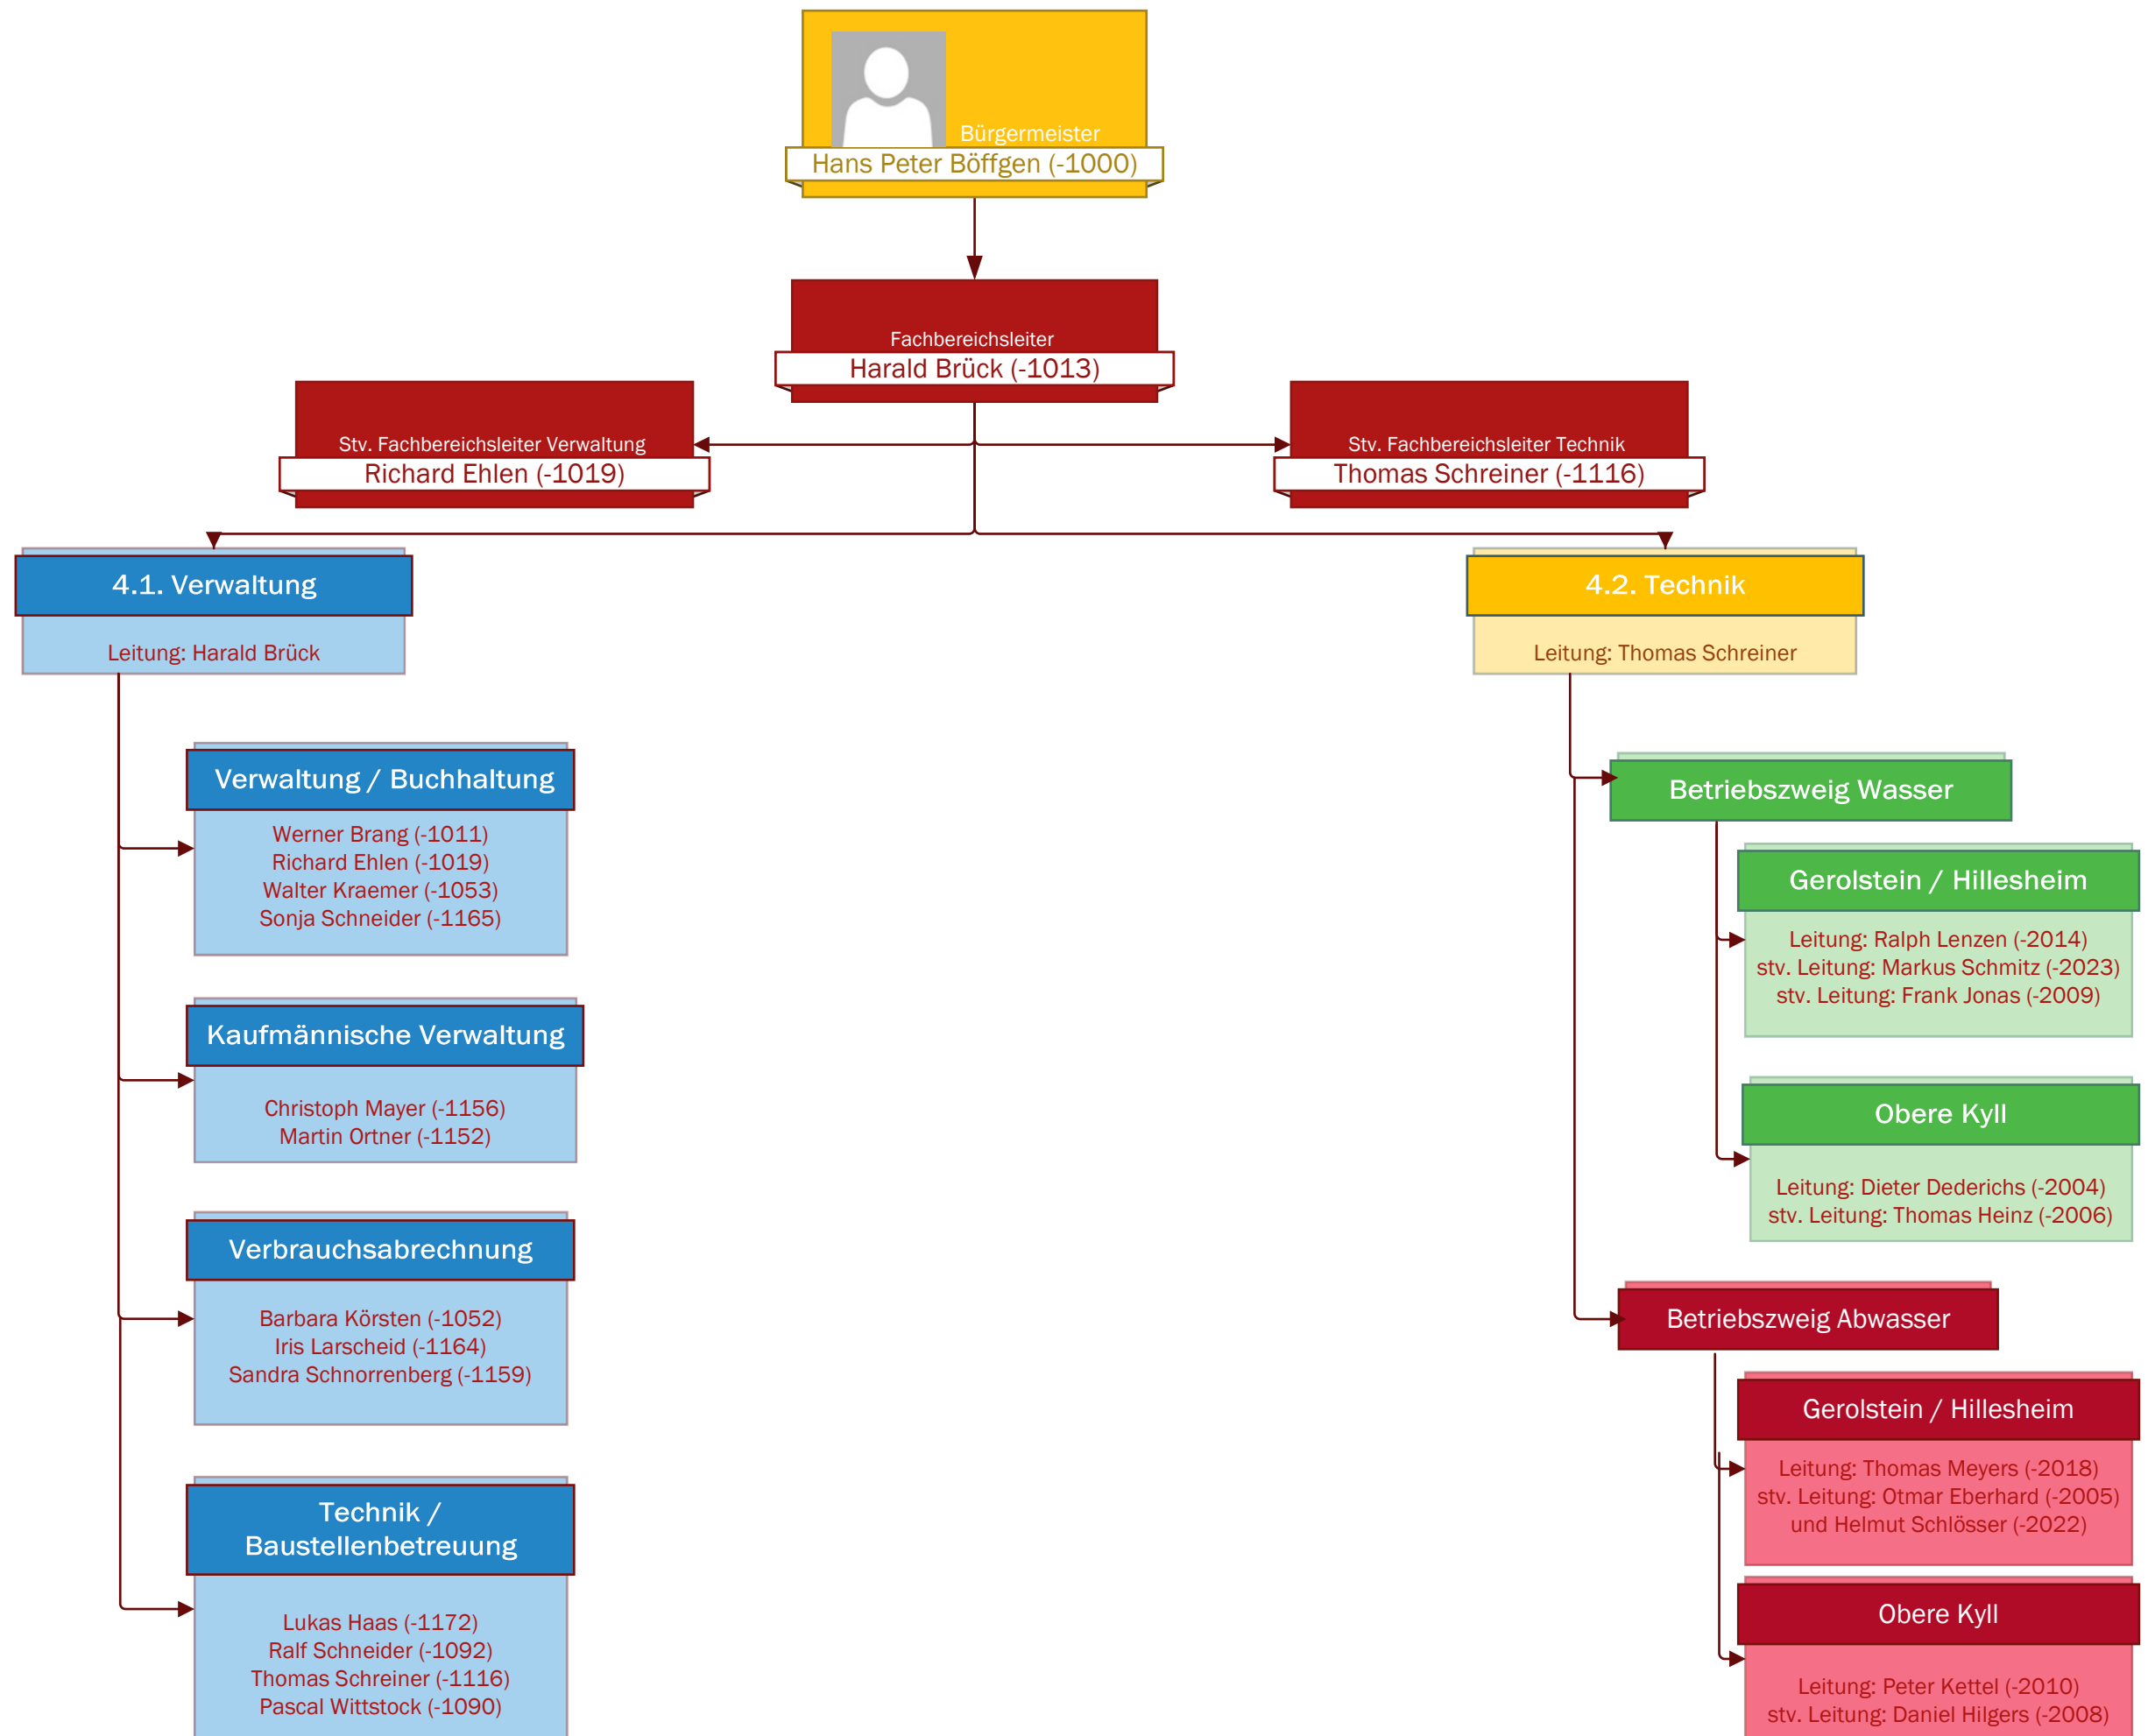 Bürgermeister
Hans Peter Böffgen (-1000)
Fachbereichsleiter
Harald Brück (-1013)
Stv. Fachbereichsleiter Verwaltung
Richard Ehlen (-1019)
Stv. Fachbereichsleiter Technik
Thomas Schreiner (-1116)
4.1. Verwaltung
Leitung: Harald Brück
Verwaltung / Buchhaltung
Werner Brang (-1011)
Richard Ehlen (-1019)
Walter Kraemer (-1053)
Sonja Schneider (-1165)
Kaufmännische Verwaltung
Christoph Mayer (-1156)
Martin Ortner (-1152)
Verbrauchsabrechnung
Barbara Körsten (-1052)
Iris Larscheid (-1164)
Sandra Schnorrenberg (-1159)
Technik /
Baustellenbetreuung
Lukas Haas (-1172)
Ralf Schneider (-1092)
Thomas Schreiner (-1116)
Pascal Wittstock (-1090)
4.2. Technik
Leitung: Thomas Schreiner
Betriebszweig Wasser
Gerolstein / Hillesheim
Leitung: Ralph Lenzen (-2014)
stv. Leitung: Markus Schmitz (-2023)
stv. Leitung: Frank Jonas (-2009)
Obere Kyll
Leitung: Dieter Dederichs (-2004)
stv. Leitung: Thomas Heinz (-2006)
Betriebszweig Abwasser
Gerolstein / Hillesheim
Leitung: Thomas Meyers (-2018)
stv. Leitung: Otmar Eberhard (-2005)
und Helmut Schlösser (-2022)
Obere Kyll
Leitung: Peter Kettel (-2010)
stv. Leitung: Daniel Hilgers (-2008)